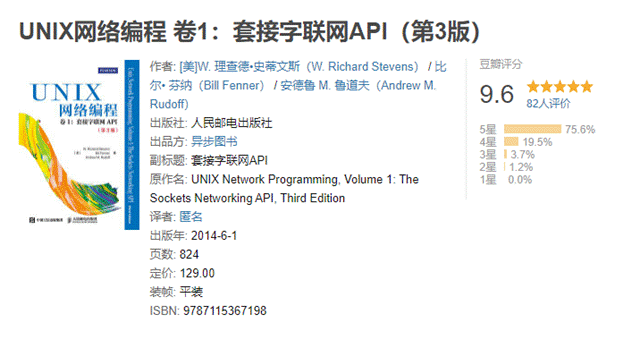 UNIX网络编程 卷1：套接字联网API（第3版）
PEARSON
UNIX
网络编程
卷1：套接字联网 API
（第3版）
作者: [美]W. 理查德•史蒂文斯（W. Richard Stevens） / 比
尔• 芬纳（Bill Fenner） / 安德鲁 M. 鲁道夫（Andrew M.
Rudoff）
出版社: 人民邮电出版社
出品方: 异步图书
副标题: 套接字联网API
原作名: UNIX Network Programming, Volume 1: The
Sockets Networking API, Third Edition
译者: 匿名
出版年: 2014-6-1
页数: 824
定价: 129.00
装帧: 平装
ISBN: 9787115367198
豆瓣评分
9.6
82人评价
5星 75.6%
4星 19.5%
3星 3.7%
2星 1.2%
1星 0.0%